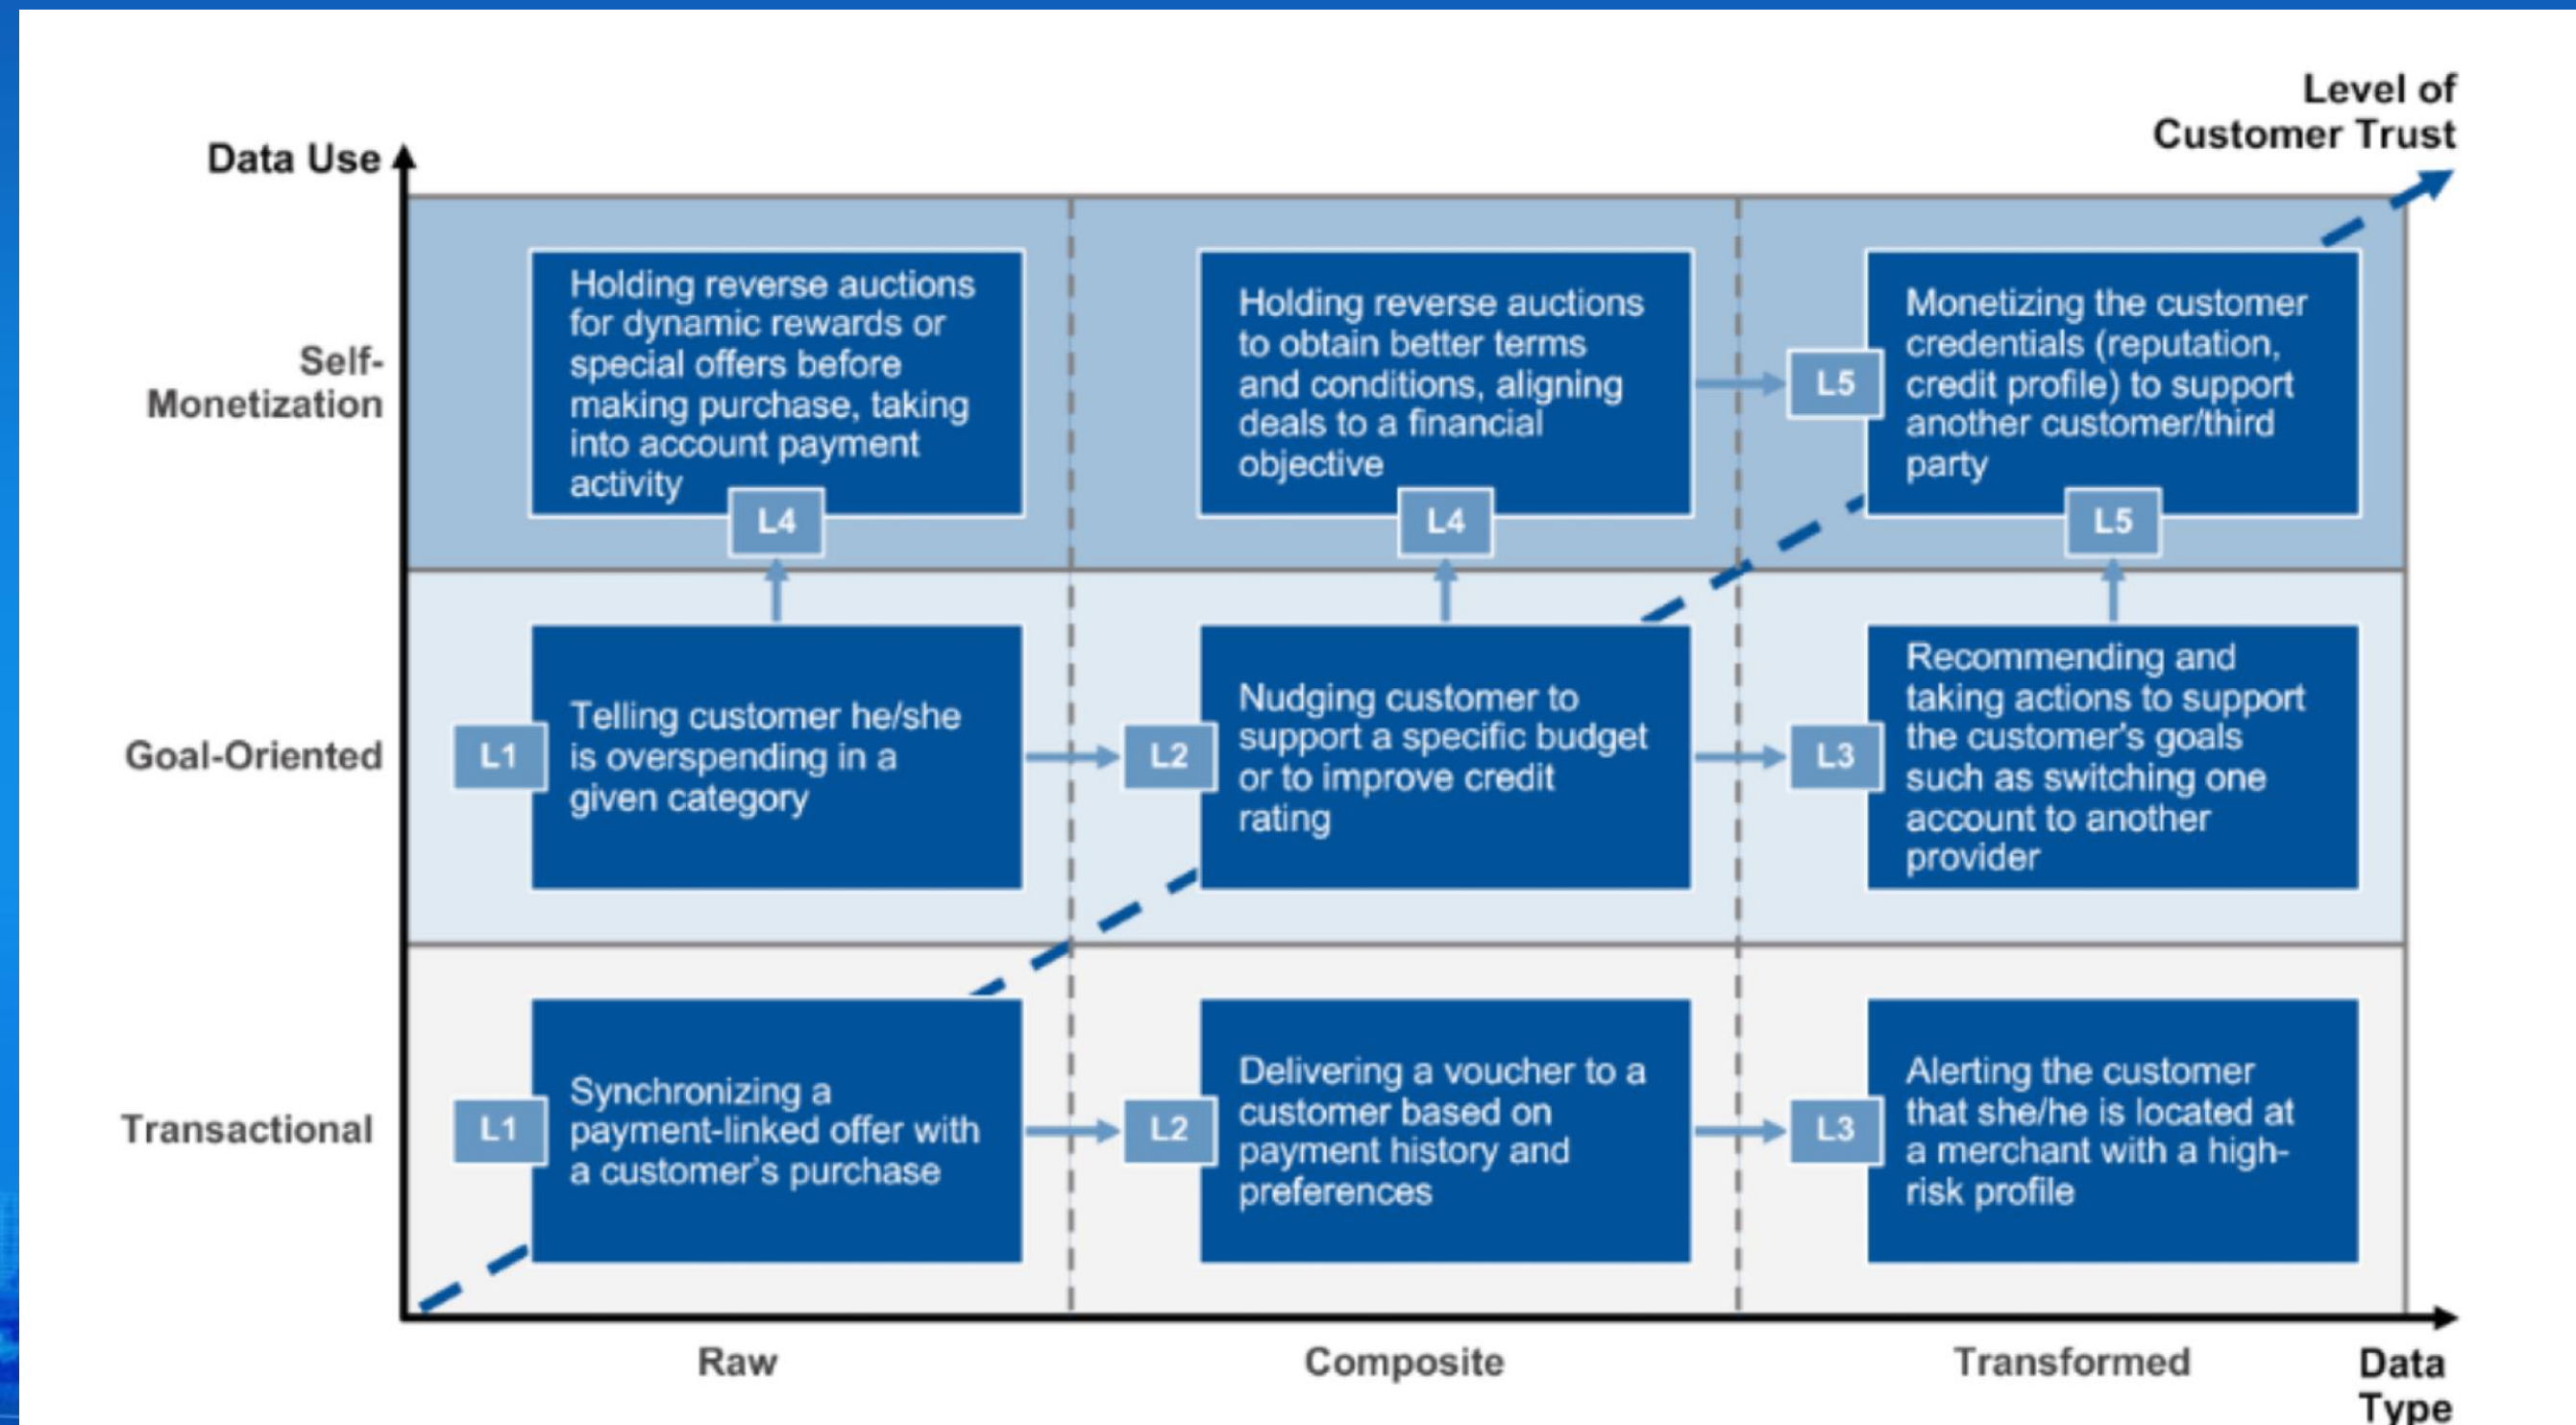 Level of
Customer Trust
Data Use
Self-
Monetization
Holding reverse auctions
for dynamic rewards or
special offers before
making purchase, taking
into account payment
activity
L4
Holding reverse auctions
to obtain better terms
and conditions, aligning
deals to a financial
objective
L4
L5
Monetizing the customer
credentials (reputation,
credit profile) to support
another customer/third
party
L5
Goal-Oriented
L1
Telling customer he/she
is overspending in a
given category
L2
Nudging customer to
support a specific budget
or to improve credit
rating
L3
Recommending and
taking actions to support
the customer's goals
such as switching one
account to another
provider
Transactional
L1
Synchronizing a
payment-linked offer with
a customer's purchase
L2
Delivering a voucher to a
customer based on
payment history and
preferences
L3
Alerting the customer
that she/he is located at
a merchant with a high-
risk profile
Raw
Composite
Transformed
Data
Type